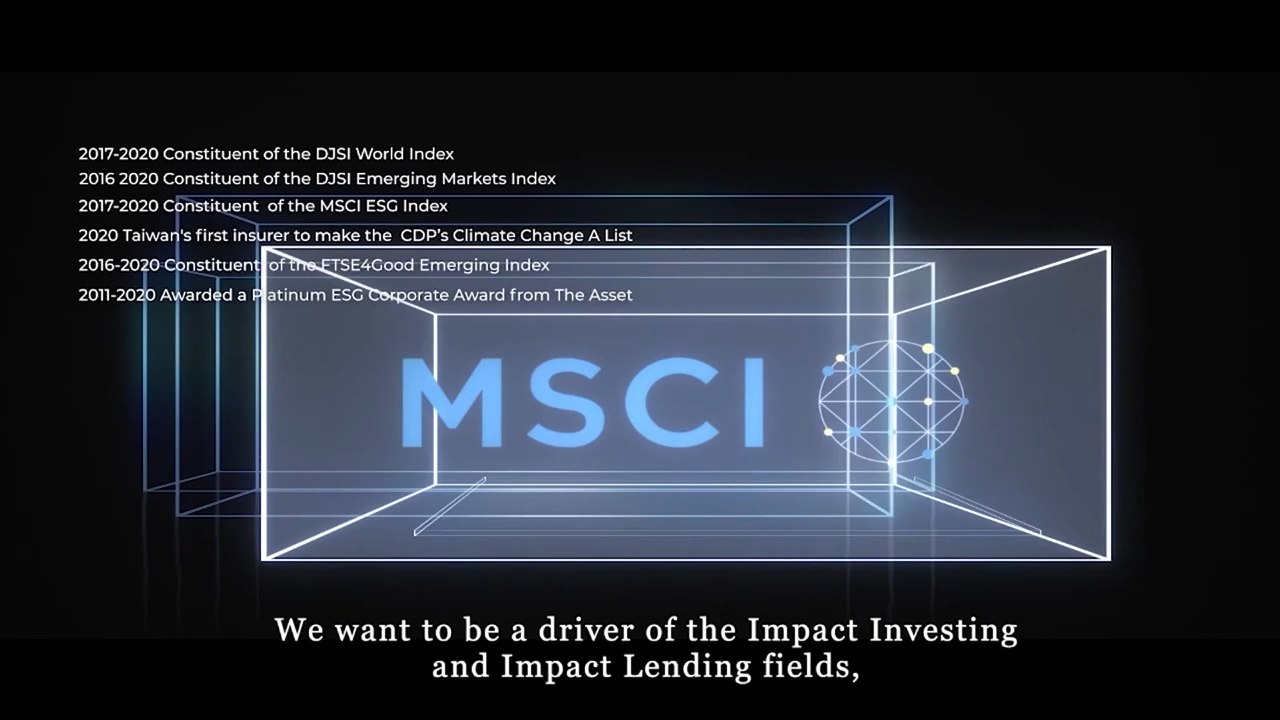 2017-2020 Constituent of the DJSI World Index
2016 2020 Constituent of the DJSI Emerging Markets Index
2017-2020 Constituent  of the MSCI ESG Index
2020 Taiwan's first insurer to make the  CDP's Climate Change A List
2016-2020 Constituent  of the FTSE4Good Emerging Index
2011-2020 Awarded a Platinum ESG Corporate Award from The Asset
MSCI
We want to be a driver of the Impact Investing
and Impact Lending fields,